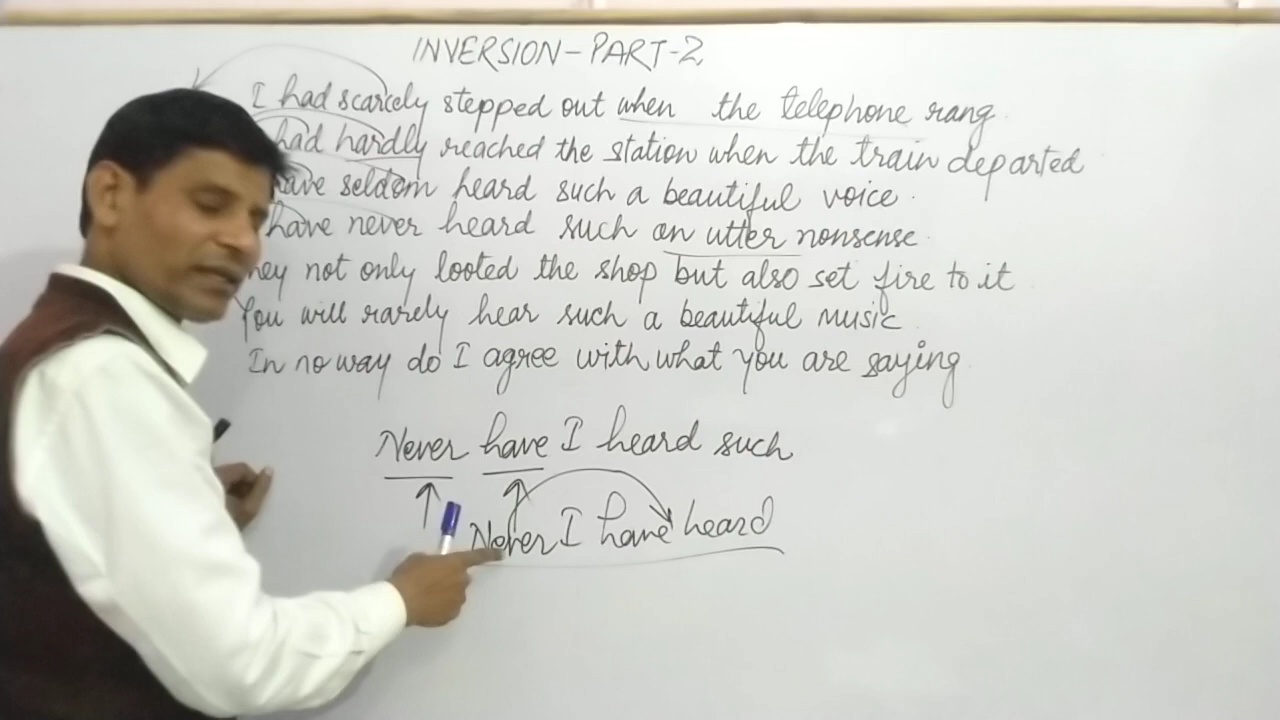 INVERSION-PART-2
I had scarcely stepped out when the telephone rang
had hardly reached the station when the train departed
have seldom heard such a beautiful voice.
have never heard such an utter nonsense.
hey not only looted the shop but also set fire to it
You will rarely hear such a beautiful music.
In no way do I agree with what you are saying.
Never have I heard such
Never I have heard